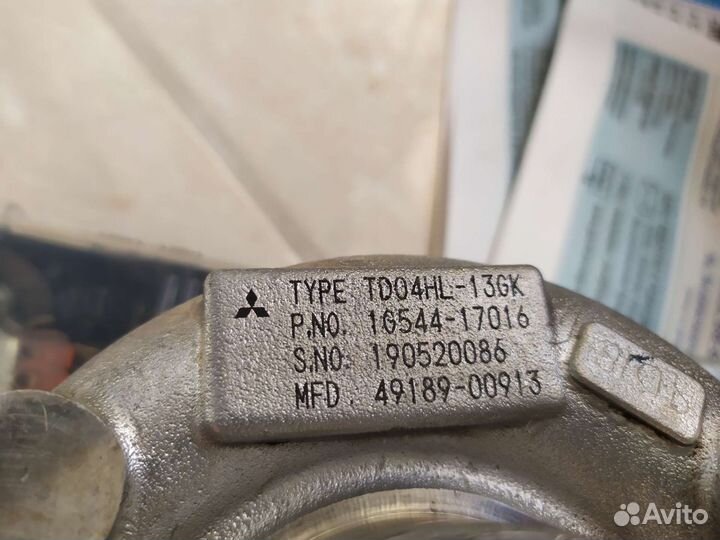 TYPE TD04HL-13GK
P.NO. 1G544-17016
S.NO. 190520086
MFD. 49189-00913
Avito